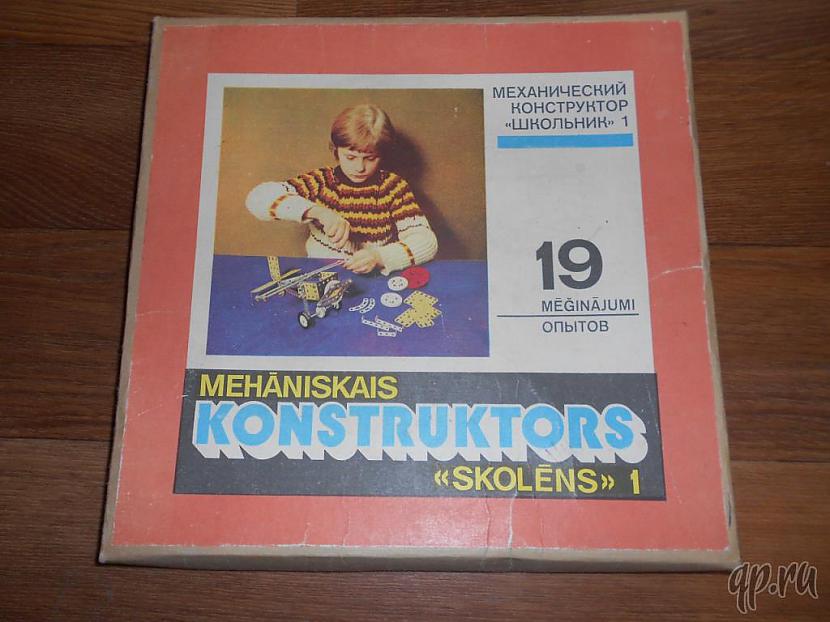 МЕХАНИЧЕСКИЙ
КОНСТРУКТОР
«ШКОЛЬНИК» 1
19
MĒĢINĀJUMI
ОПЫТОВ
MEHĀNISKAIS
KONSTRUKTORS
«SKOLĒNS» 1
qp.ru